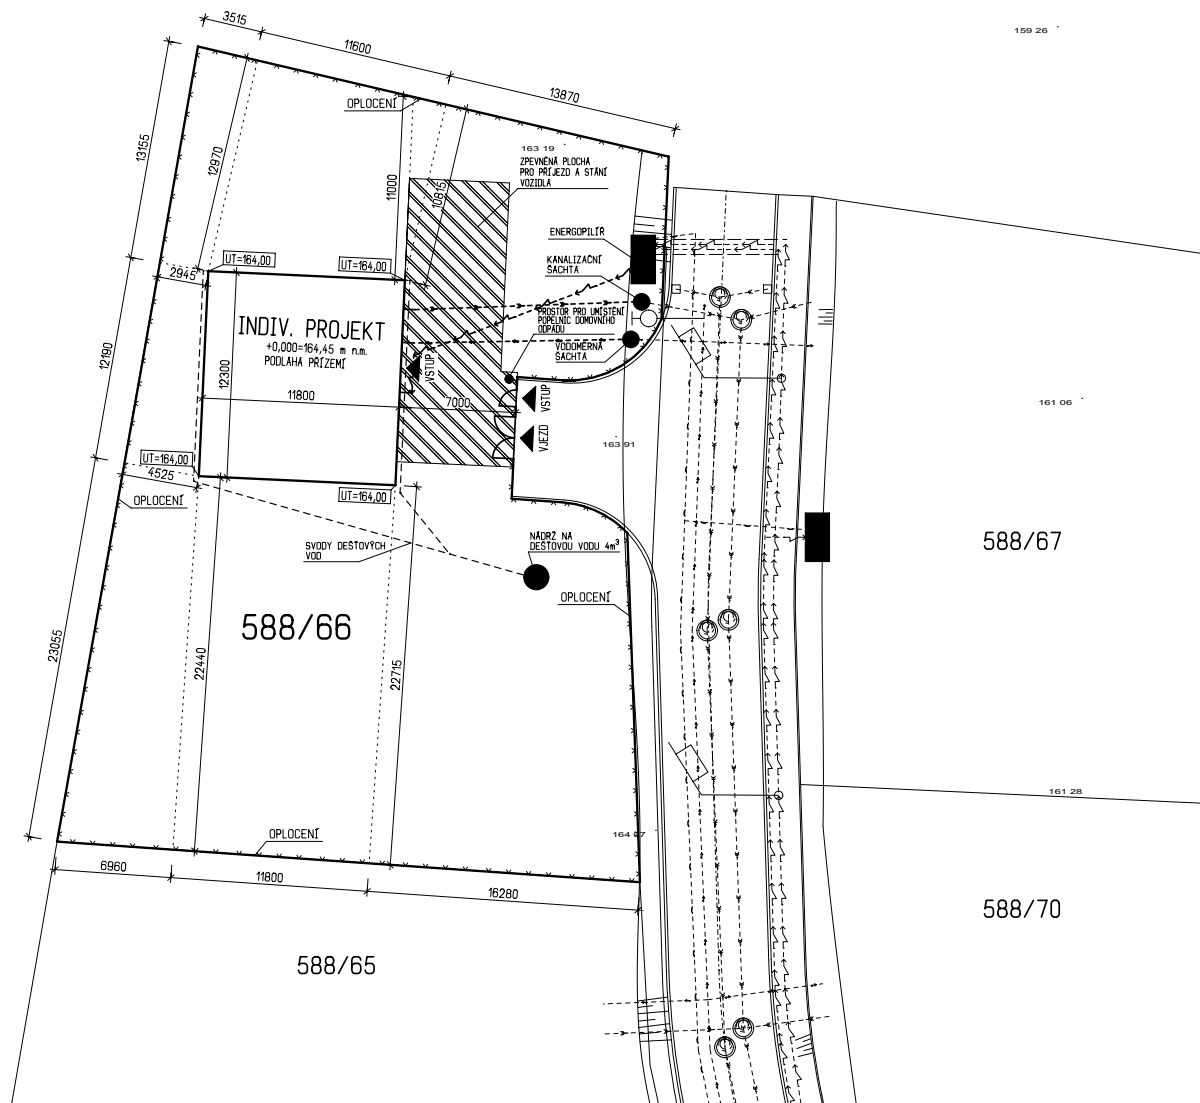 3515
11600
13870
159 26
OPLOCENÍ
163 19
ZPEVNĚNÁ PLOCHA
PRO PŘÍJEZD A STÁNÍ
VOZIDLA
13155
12970
11000
10815
ENERGOPILÍŘ
KANALIZAČNÍ
ŠACHTA
UT=164,00
UT=164,00
2945
PROSTOR PRO UMÍSTĚNÍ
POPELNIC DOMOVNÍHO
ODPADU
INDIV. PROJEKT
+0,000=164,45 m n.m.
PODLAHA PŘÍZEMÍ
VODOMĚRNÁ
ŠACHTA
12190
12300
VSTUP
11800
7000
VSTUP
VJEZD
161 06
163 91
UT=164,00
4525
UT=164,00
OPLOCENÍ
SVODY DEŠŤOVÝCH
VOD
NÁDRŽ NA
DEŠŤOVOU VODU 4m³
588/67
OPLOCENÍ
588/66
23055
22440
22715
161 28
164 07
OPLOCENÍ
6960
11800
16280
588/70
588/65